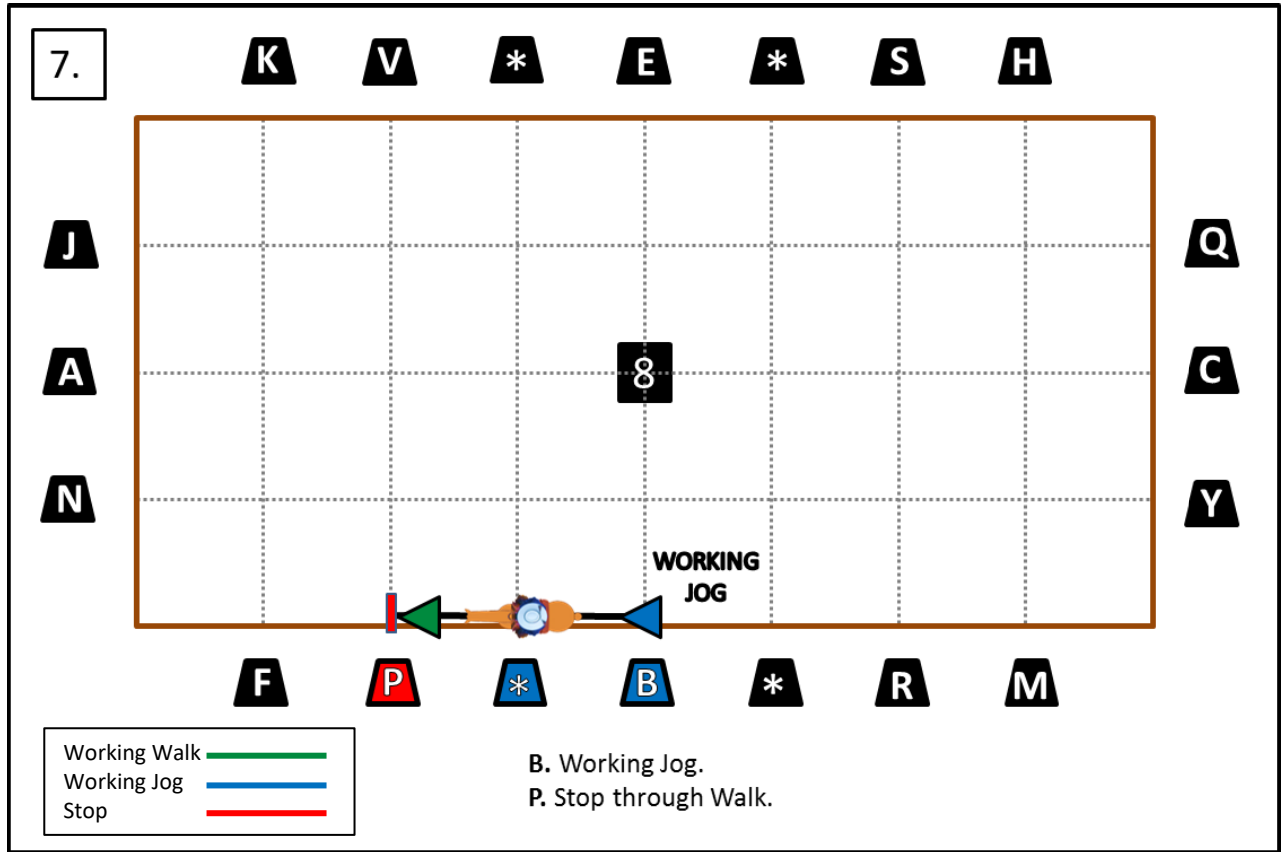 7.
K V * E * S H
J Q
A 8 C
N Y
WORKING
JOG
F P * B * R M
Working Walk
Working Jog
Stop
B. Working Jog.
P. Stop through Walk.